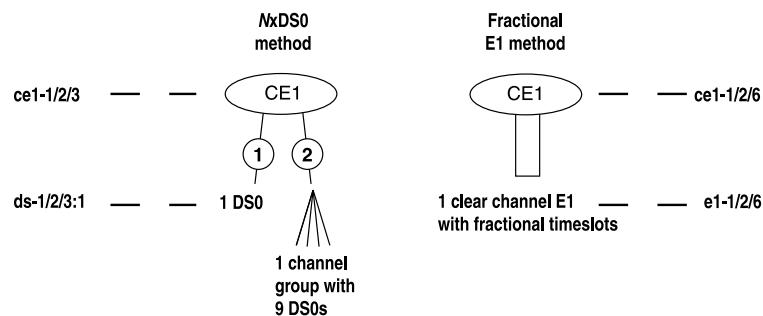 NxDS0
method
Fractional
E1 method
ce1-1/2/3
CE1
CE1
ce1-1/2/6
1
2
ds-1/2/3:1
1 DS0
1 clear channel E1
with fractional timeslots
e1-1/2/6
1 channel
group with
9 DS0s